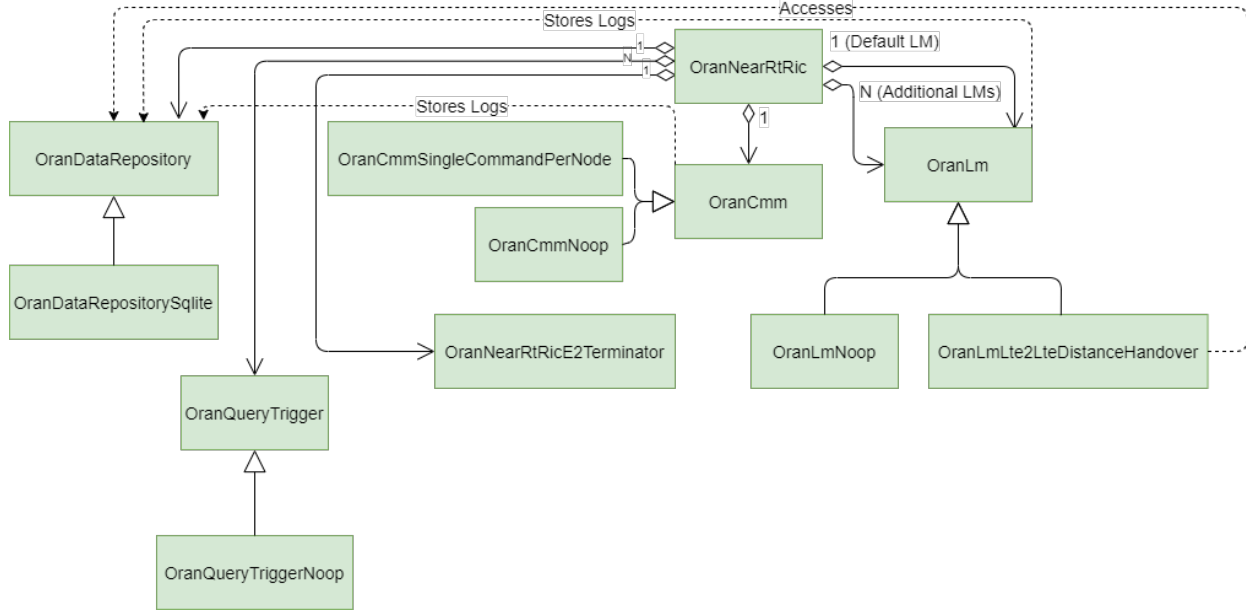 Accesses
Stores Logs
1
N
1
OranNearRtRic
1 (Default LM)
N (Additional LMs)
Stores Logs
1
OranDataRepository
OranCmmSingleCommandPerNode
OranLm
OranCmm
OranCmmNoop
OranDataRepositorySqlite
OranNearRtRicE2Terminator
OranLmNoop
OranLmLte2LteDistanceHandover
OranQueryTrigger
OranQueryTriggerNoop